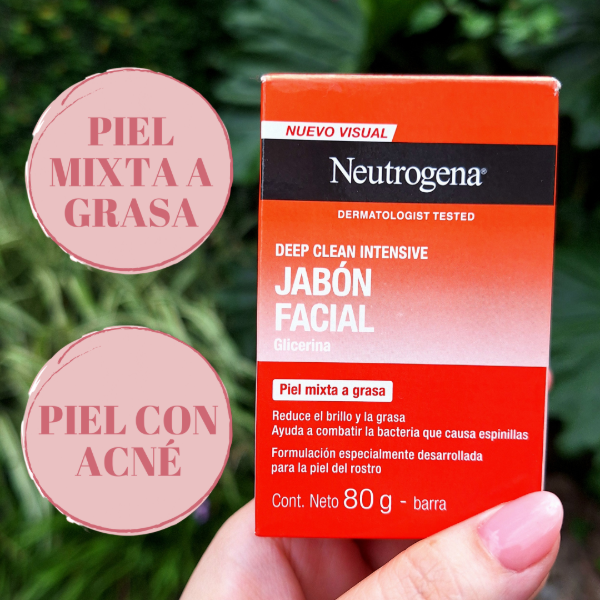 PIEL
MIXTA A
GRASA
PIEL CON
ACNÉ
NUEVO VISUAL
Neutrogena®
DERMATOLOGIST TESTED
DEEP CLEAN INTENSIVE
JABÓN
FACIAL
Glicerina
Piel mixta a grasa
Reduce el brillo y la grasa
Ayuda a combatir la bacteria que causa espinillas
Formulación especialmente desarrollada
para la piel del rostro
Cont. Neto 80 g - barra